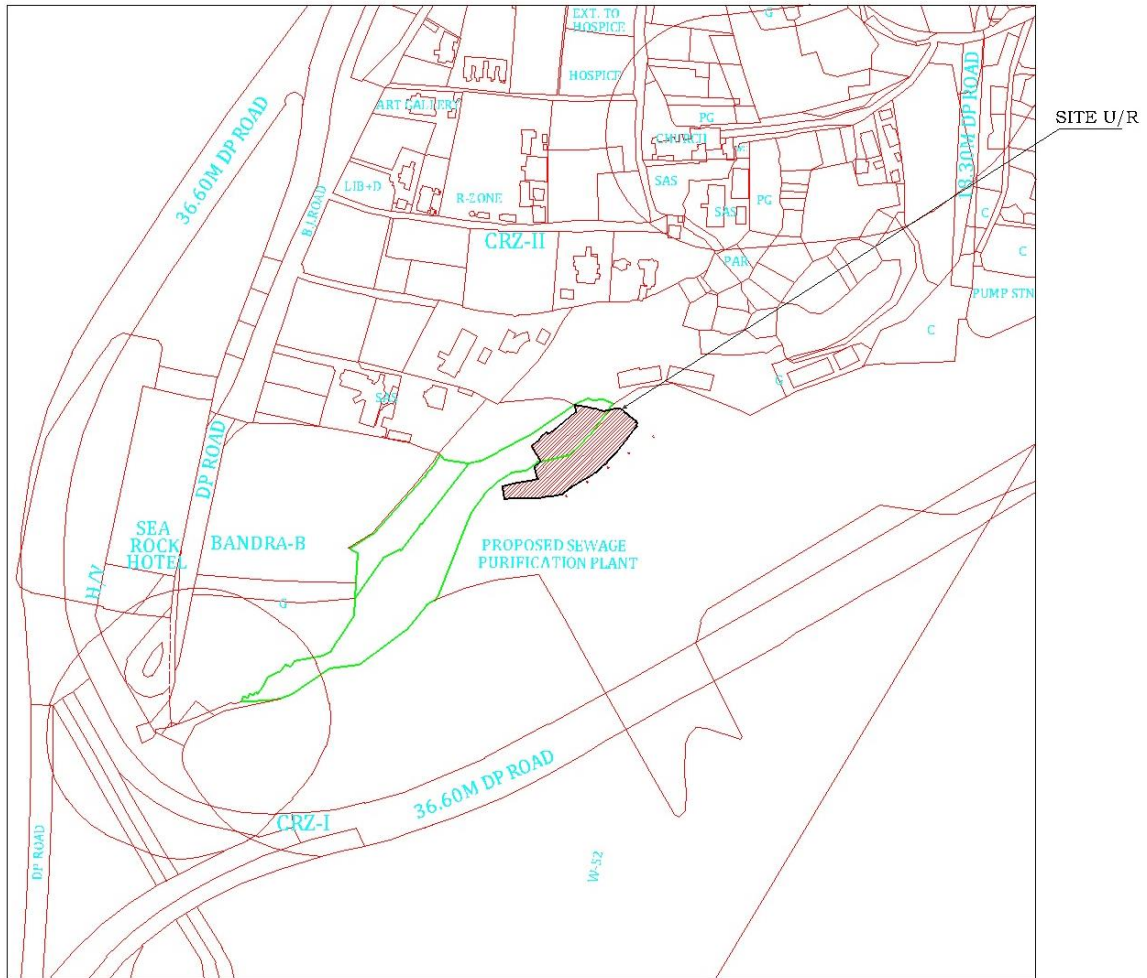 EXT. TO
HOSPICE
G
HOSPICE
SITE U/R
36.60M DP ROAD
ART GALLERY
18.30M DP ROAD
PG
CHURCH
LIB+D
B.J.ROAD
R-ZONE
SAS
SAS
PG
C
CRZ-II
PAR
C
PUMP STN
C
G
SAS
DP ROAD
SEA
ROCK
HOTEL
BANDRA-B
PROPOSED SEWAGE
PURIFICATION PLANT
H/V
G
36.60M DP ROAD
CRZ-I
DP ROAD
W-52